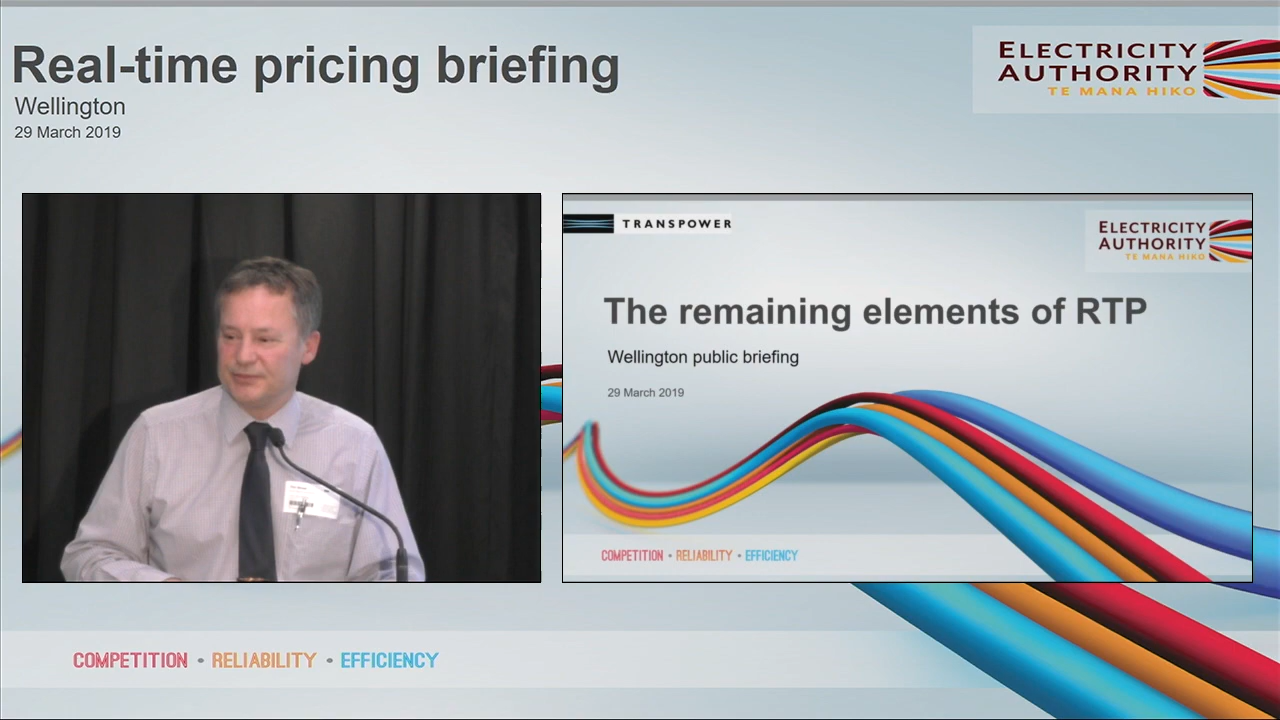 Real-time pricing briefing
Wellington
29 March 2019
ELECTRICITY
AUTHORITY
TE MANA HIKO
TRANSPOWER
ELECTRICITY
AUTHORITY
TE MANA HIKO
The remaining elements of RTP
Wellington public briefing
29 March 2019
COMPETITION • RELIABILITY • EFFICIENCY
COMPETITION • RELIABILITY • EFFICIENCY